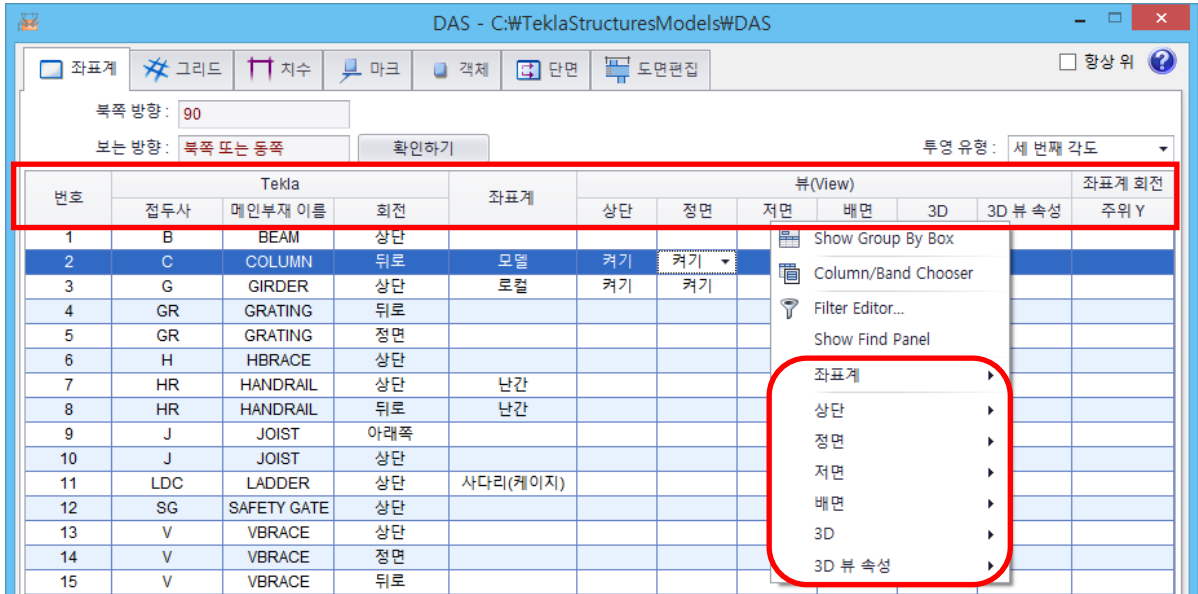 DAS - C:₩TeklaStructuresModels₩DAS
좌표계 그리드 치수 마크 객체 단면 도면편집 항상 위
북쪽 방향 : 90
보는 방향 : 북쪽 또는 동쪽 확인하기 투영 유형 : 세 번째 각도
번호 Tekla 좌표계 뷰(View) 좌표계 회전
접두사 메인부재 이름 회전 상단 정면 저면 배면 3D 3D 뷰 속성 주위 Y
1 B BEAM 상단
2 C COLUMN 뒤로 모델 켜기 켜기
3 G GIRDER 상단 로컬 켜기 켜기
4 GR GRATING 뒤로
5 GR GRATING 정면
6 H HBRACE 상단
7 HR HANDRAIL 상단 난간
8 HR HANDRAIL 뒤로 난간
9 J JOIST 아래쪽
10 J JOIST 상단
11 LDC LADDER 상단 사다리(케이지)
12 SG SAFETY GATE 상단
13 V VBRACE 상단
14 V VBRACE 정면
15 V VBRACE 뒤로
Show Group By Box
Column/Band Chooser
Filter Editor...
Show Find Panel
좌표계
상단
정면
저면
배면
3D
3D 뷰 속성